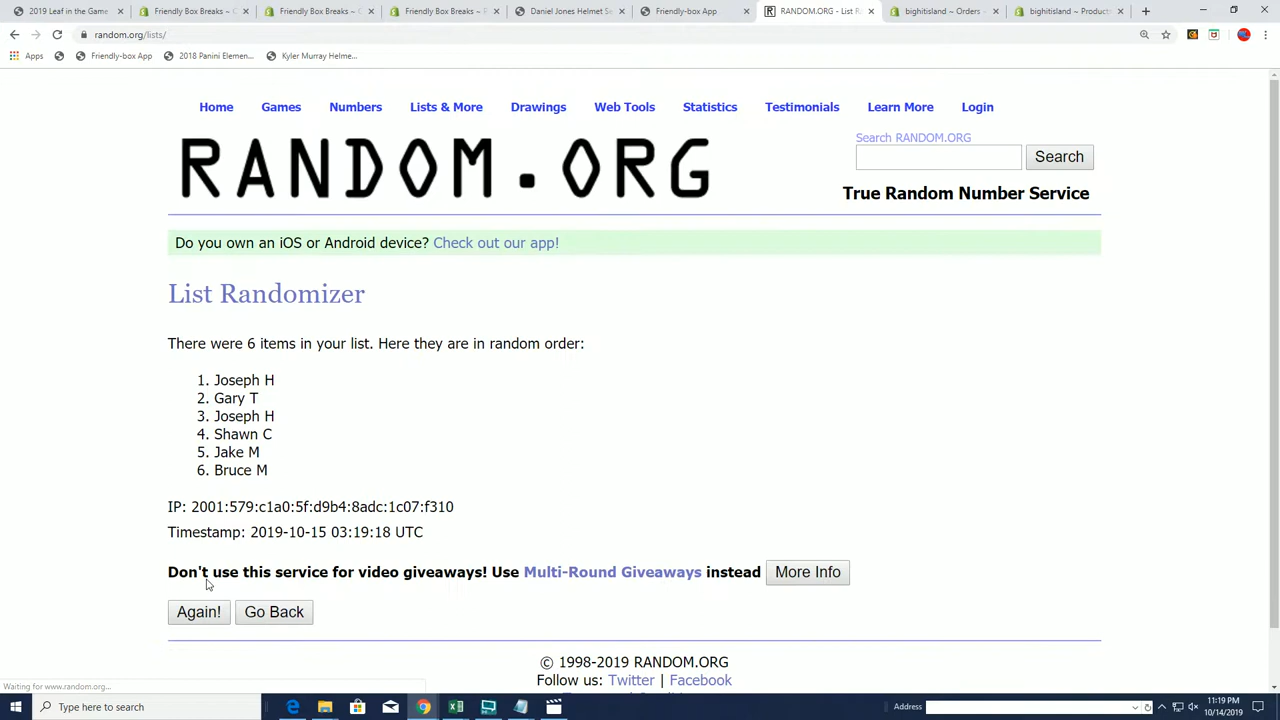 2019 Leaf in the Game
Friendly Box Breaks - C
Friendly Box Breaks - C
Friendly Box Breaks - C
Daniel Jones Helmet Se
Friendly-box App
RANDOM.ORG - List R
bighitisland ~ Orders
bighitisland ~ Products
random.org/lists/
Apps
Friendly-box App
2018 Panini Elemen...
Kyler Murray Helme...
Home
Games
Numbers
Lists & More
Drawings
Web Tools
Statistics
Testimonials
Learn More
Login
RANDOM.ORG
Search RANDOM.ORG
Search
True Random Number Service
Do you own an iOS or Android device? Check out our app!
List Randomizer
There were 6 items in your list. Here they are in random order:
1. Joseph H
2. Gary T
3. Joseph H
4. Shawn C
5. Jake M
6. Bruce M
IP: 2001:579:c1a0:5f:d9b4:8adc:1c07:f310
Timestamp: 2019-10-15 03:19:18 UTC
Don't use this service for video giveaways! Use Multi-Round Giveaways instead
More Info
Again!
Go Back
© 1998-2019 RANDOM.ORG
Follow us: Twitter | Facebook
Waiting for www.random.org...
Type here to search
Address
11:19 PM
10/14/2019